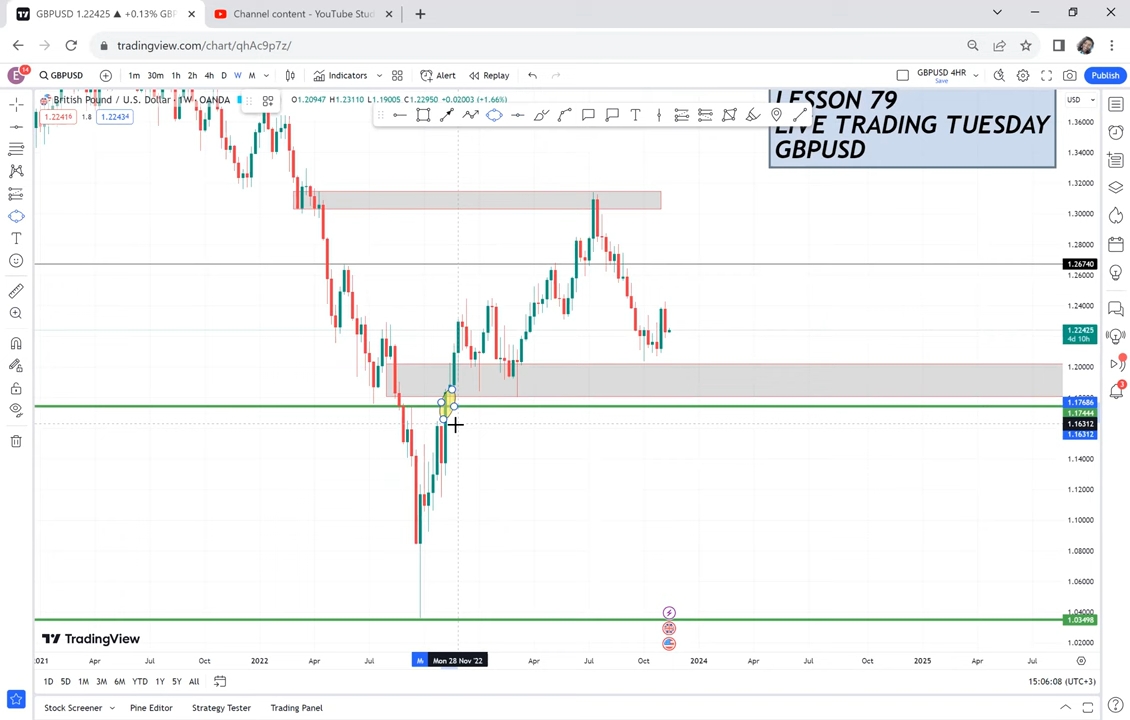 GBPUSD 1.22425 ▲ +0.13% GBP
Channel content - YouTube Stud
tradingview.com/chart/qhAc9p7z/
E 14 GBPUSD 1m 30m 1h 2h 4h D W M Indicators Alert Replay GBPUSD 4HR Save Publish
British Pound / U.S. Dollar · 1W · OANDA O1.20947 H1.23110 L1.19005 C1.22950 +0.02003 (+1.66%)
1.22416 1.8 1.22434
USD
LESSON 79
LIVE TRADING TUESDAY
GBPUSD
1.36000
1.34000
1.32000
1.30000
1.28000
1.26740
1.26000
1.24000
1.22425
4d 10h
1.20000
1.17686
1.17444
1.16312
1.16312
1.14000
1.12000
1.10000
1.08000
1.06000
1.04000
1.03498
1.02000
TradingView
2021 Apr Jul Oct 2022 Apr Jul Mon 28 Nov '22 Apr Jul Oct 2024 Apr Jul Oct 2025 Apr Jul
1D 5D 1M 3M 6M YTD 1Y 5Y All
15:06:08 (UTC+3)
Stock Screener Pine Editor Strategy Tester Trading Panel